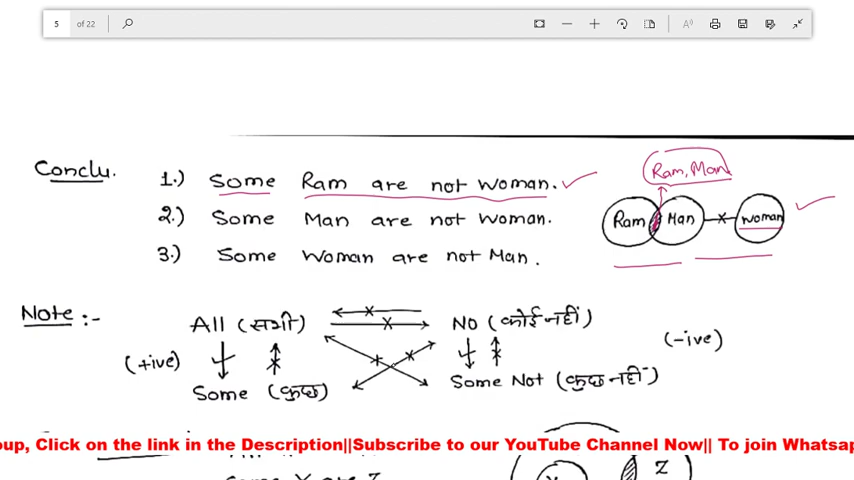 5 of 22
Conclu.
1.) Some Ram are not woman.
2.) Some Man are not woman.
3.) Some Woman are not Man.
Ram, Man
Ram Man woman
Note :-
All (सभी) No (कोई नहीं)
(+ive) (-ive)
Some (कुछ) Some Not (कुछ नहीं)
oup, Click on the link in the Description||Subscribe to our YouTube Channel Now|| To join Whatsap
Z